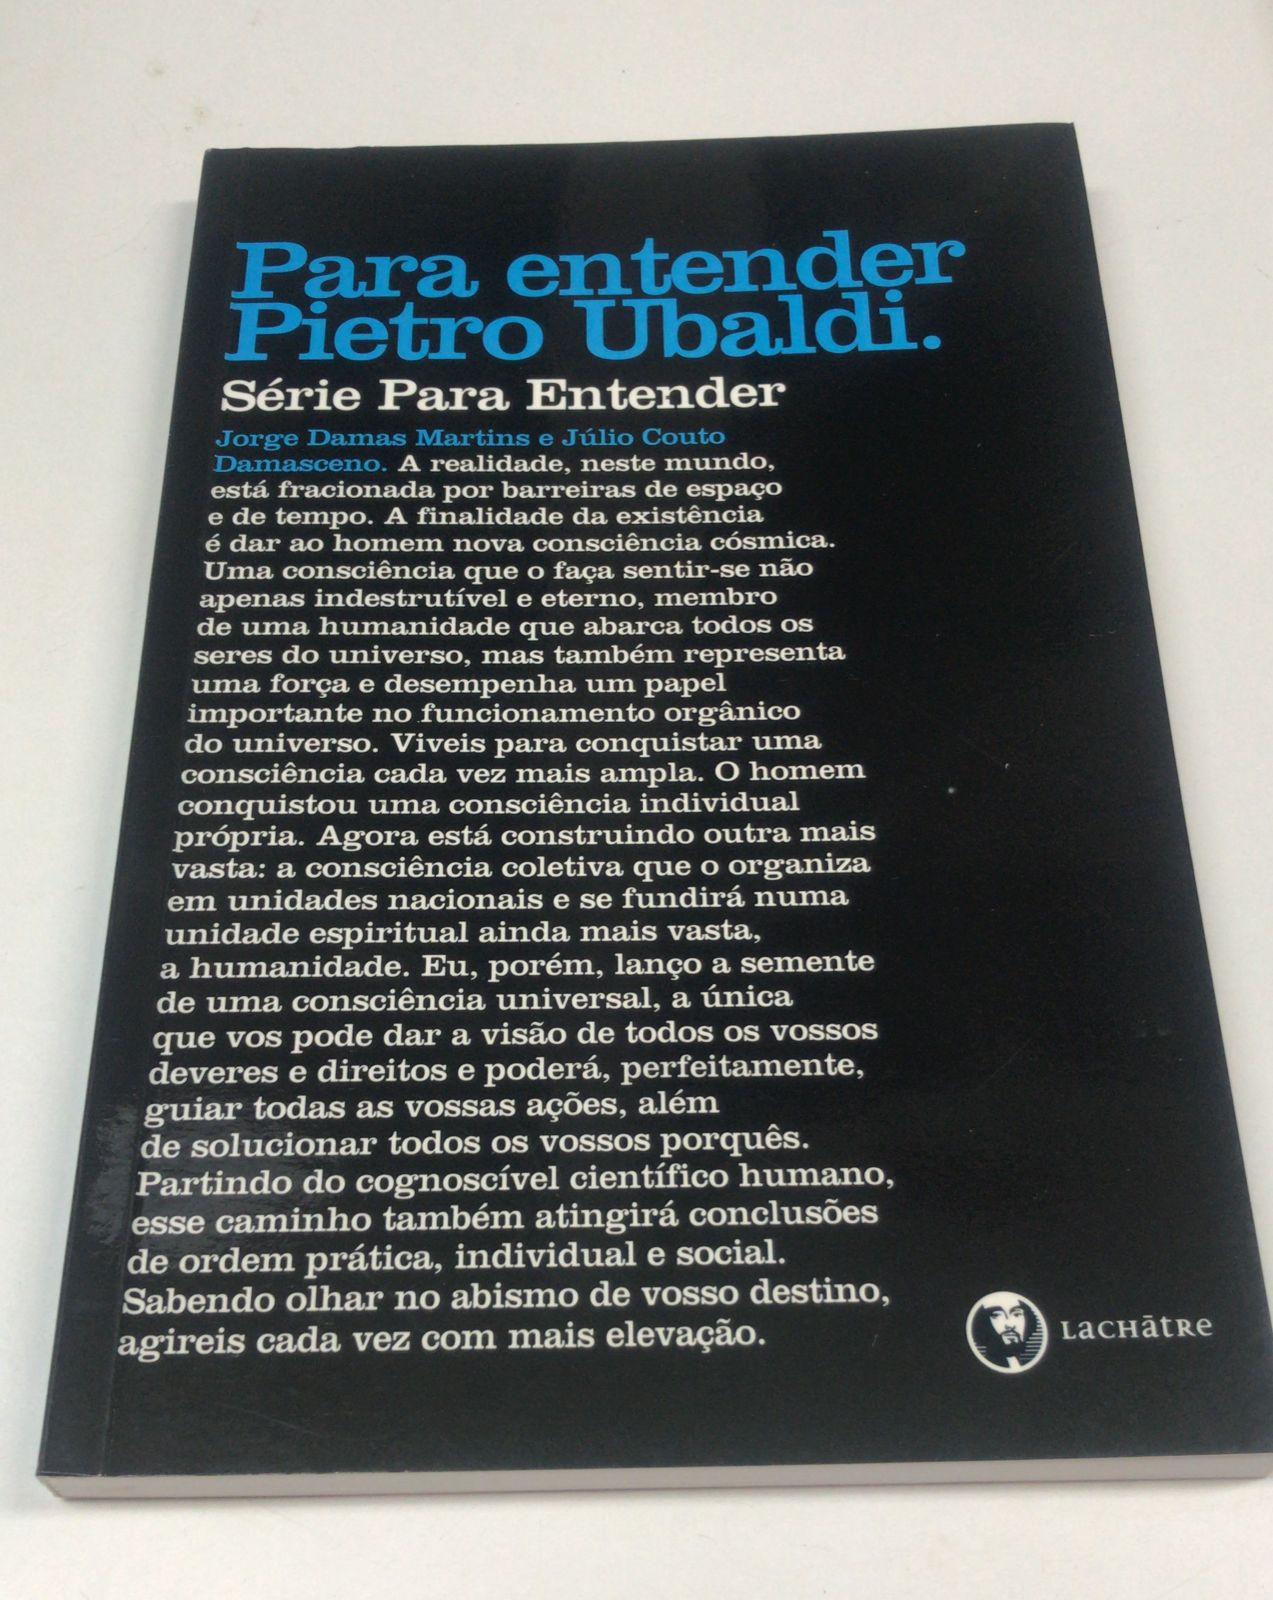 Para entender
Pietro Ubaldi.
Série Para Entender
Jorge Damas Martins e Júlio Couto
Damasceno. A realidade, neste mundo,
está fracionada por barreiras de espaço
e de tempo. A finalidade da existência
é dar ao homem nova consciência cósmica.
Uma consciência que o faça sentir-se não
apenas indestrutível e eterno, membro
de uma humanidade que abarca todos os
seres do universo, mas também representa
uma força e desempenha um papel
importante no funcionamento orgânico
do universo. Viveis para conquistar uma
consciência cada vez mais ampla. O homem
conquistou uma consciência individual
própria. Agora está construindo outra mais
vasta: a consciência coletiva que o organiza
em unidades nacionais e se fundirá numa
unidade espiritual ainda mais vasta,
a humanidade. Eu, porém, lanço a semente
de uma consciência universal, a única
que vos pode dar a visão de todos os vossos
deveres e direitos e poderá, perfeitamente,
guiar todas as vossas ações, além
de solucionar todos os vossos porquês.
Partindo do cognoscível científico humano,
esse caminho também atingirá conclusões
de ordem prática, individual e social.
Sabendo olhar no abismo de vosso destino,
agireis cada vez com mais elevação.
LACHÂTRE